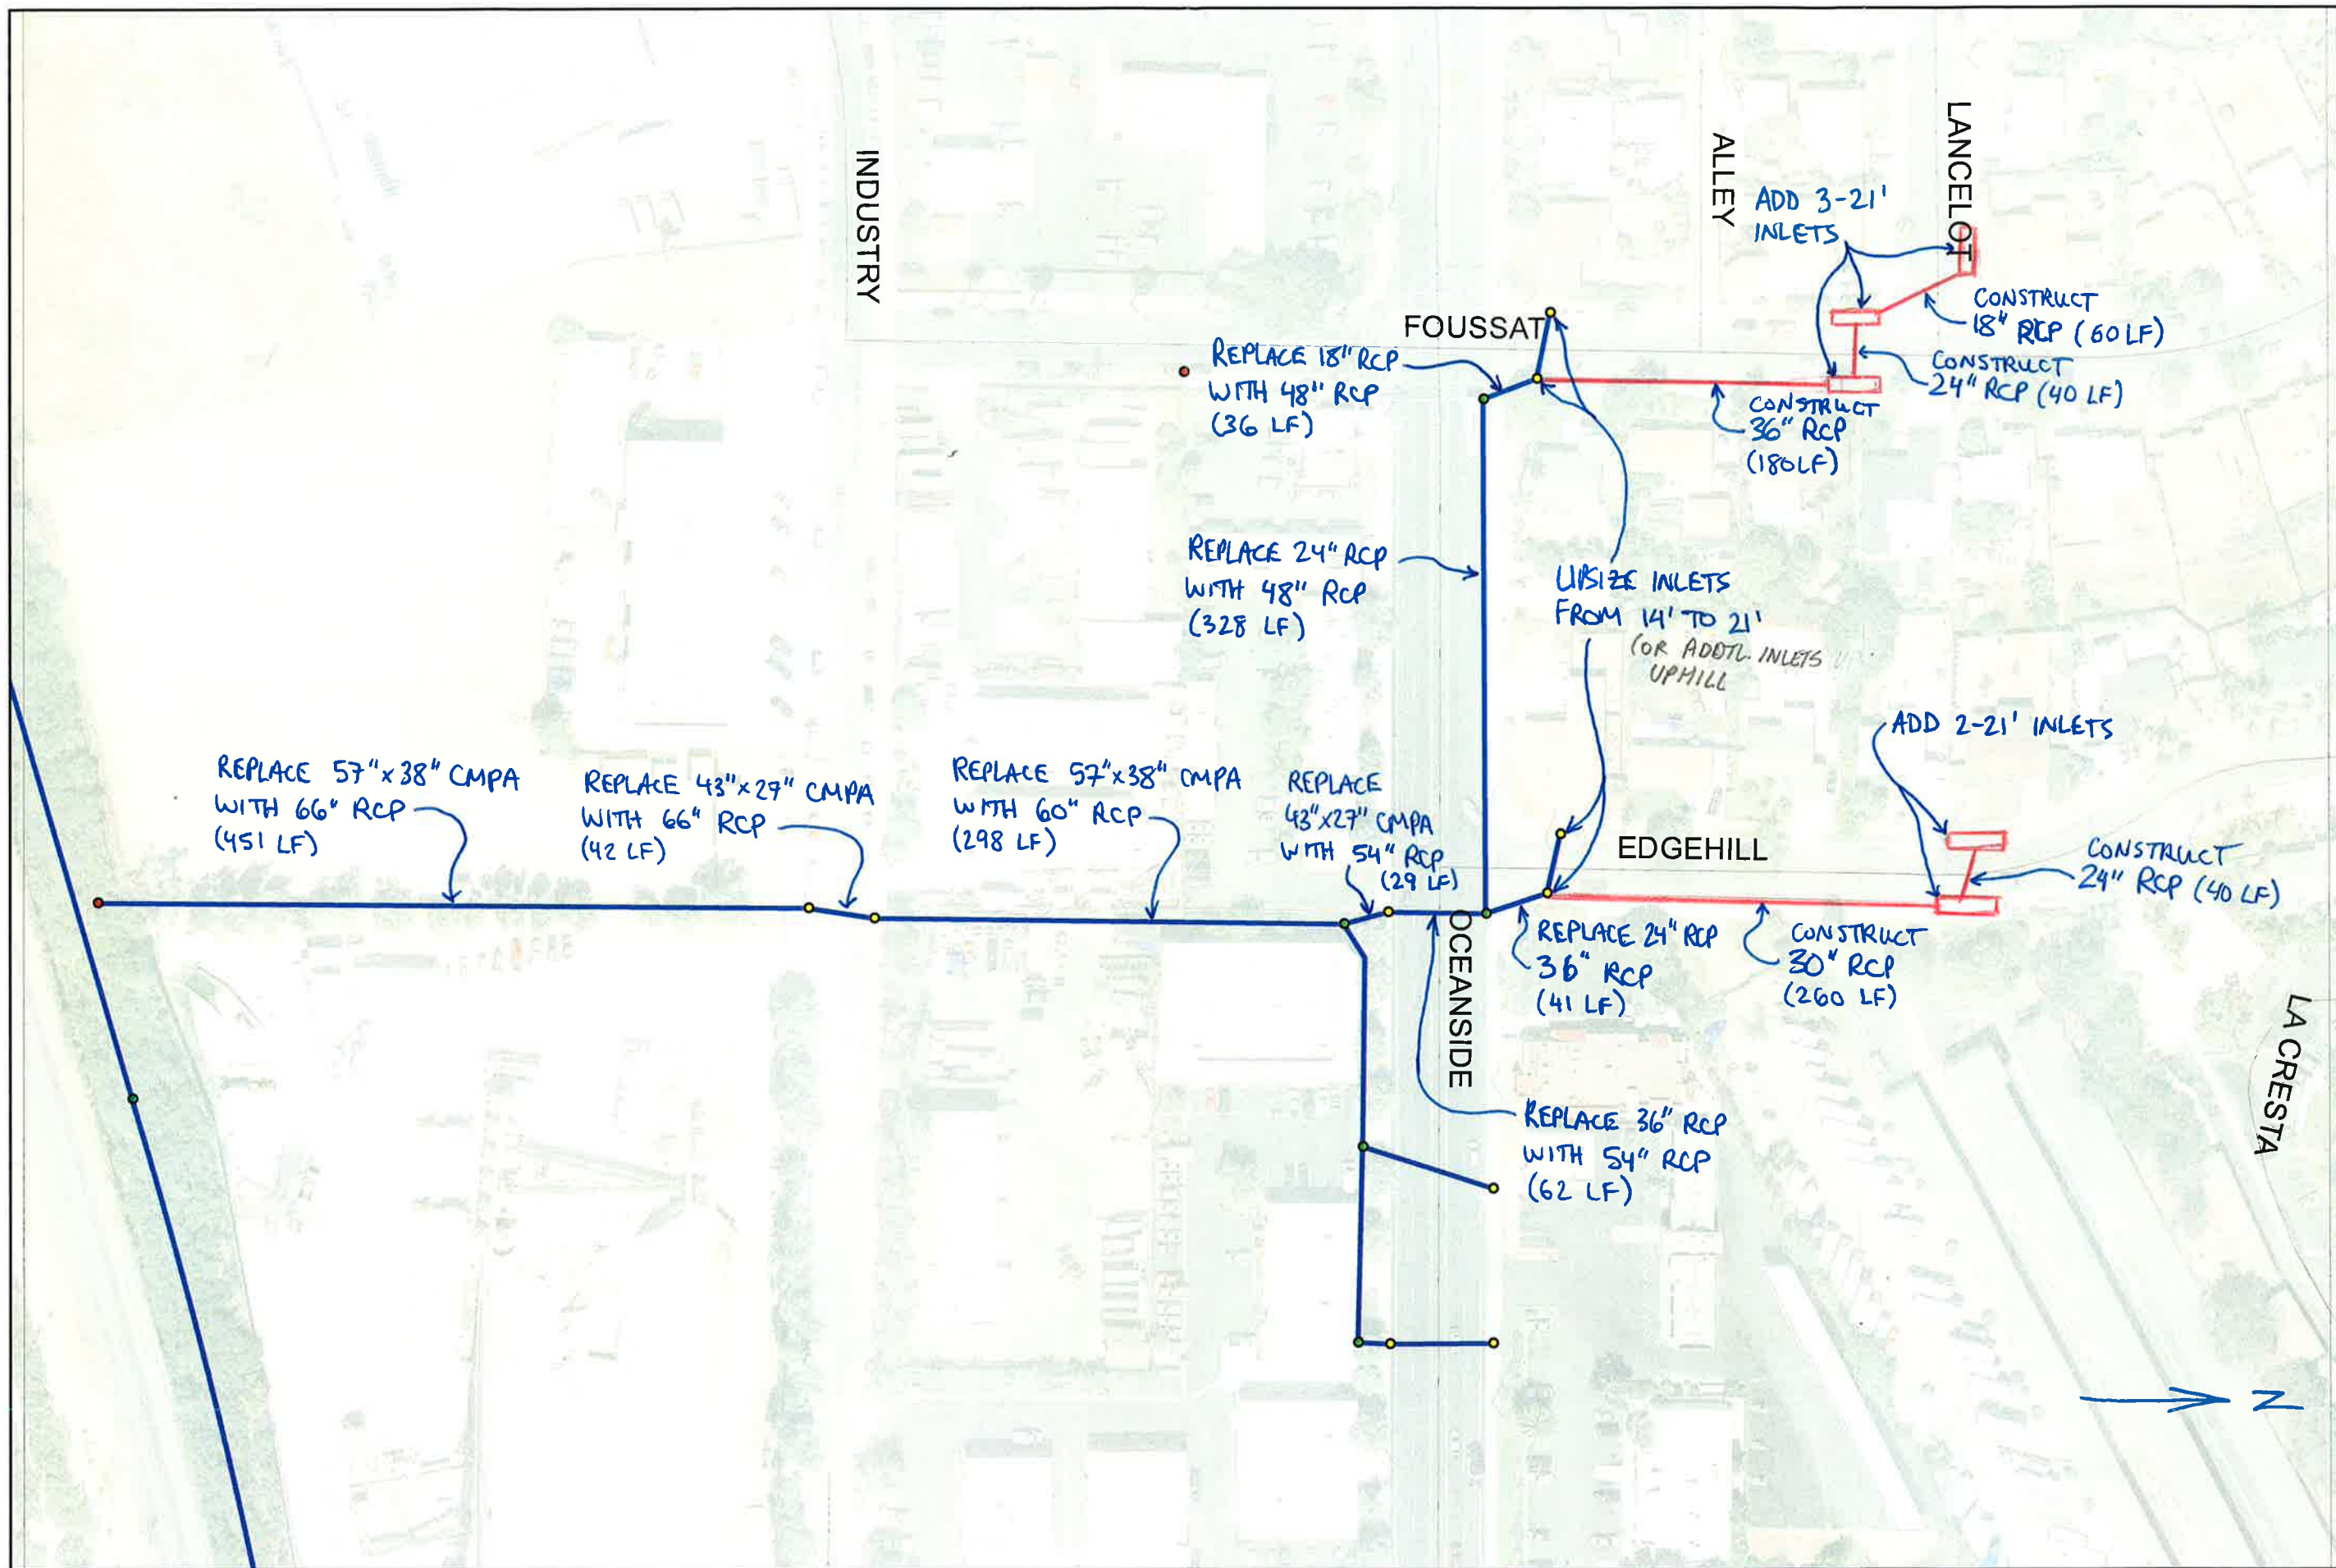 LANCELOT
ALLEY
INDUSTRY
ADD 3-21'
INLETS
CONSTRUCT
18" RCP (60 LF)
FOUSSAT
REPLACE 18" RCP
WITH 48" RCP
(36 LF)
CONSTRUCT
24" RCP (40 LF)
CONSTRUCT
36" RCP
(180 LF)
REPLACE 24" RCP
WITH 48" RCP
(328 LF)
UPSIZE INLETS
FROM 14' TO 21'
(OR ADDTL. INLETS
UPHILL
ADD 2-21' INLETS
REPLACE 57"x38" CMPA
WITH 66" RCP
(451 LF)
REPLACE 43"x27" CMPA
WITH 66" RCP
(42 LF)
REPLACE 57"x38" CMPA
WITH 60" RCP
(298 LF)
REPLACE
43"x27" CMPA
WITH 54" RCP
(29 LF)
EDGEHILL
CONSTRUCT
24" RCP (40 LF)
OCEANSIDE
REPLACE 24" RCP
36" RCP
(41 LF)
CONSTRUCT
30" RCP
(260 LF)
LA CRESTA
REPLACE 36" RCP
WITH 54" RCP
(62 LF)
N